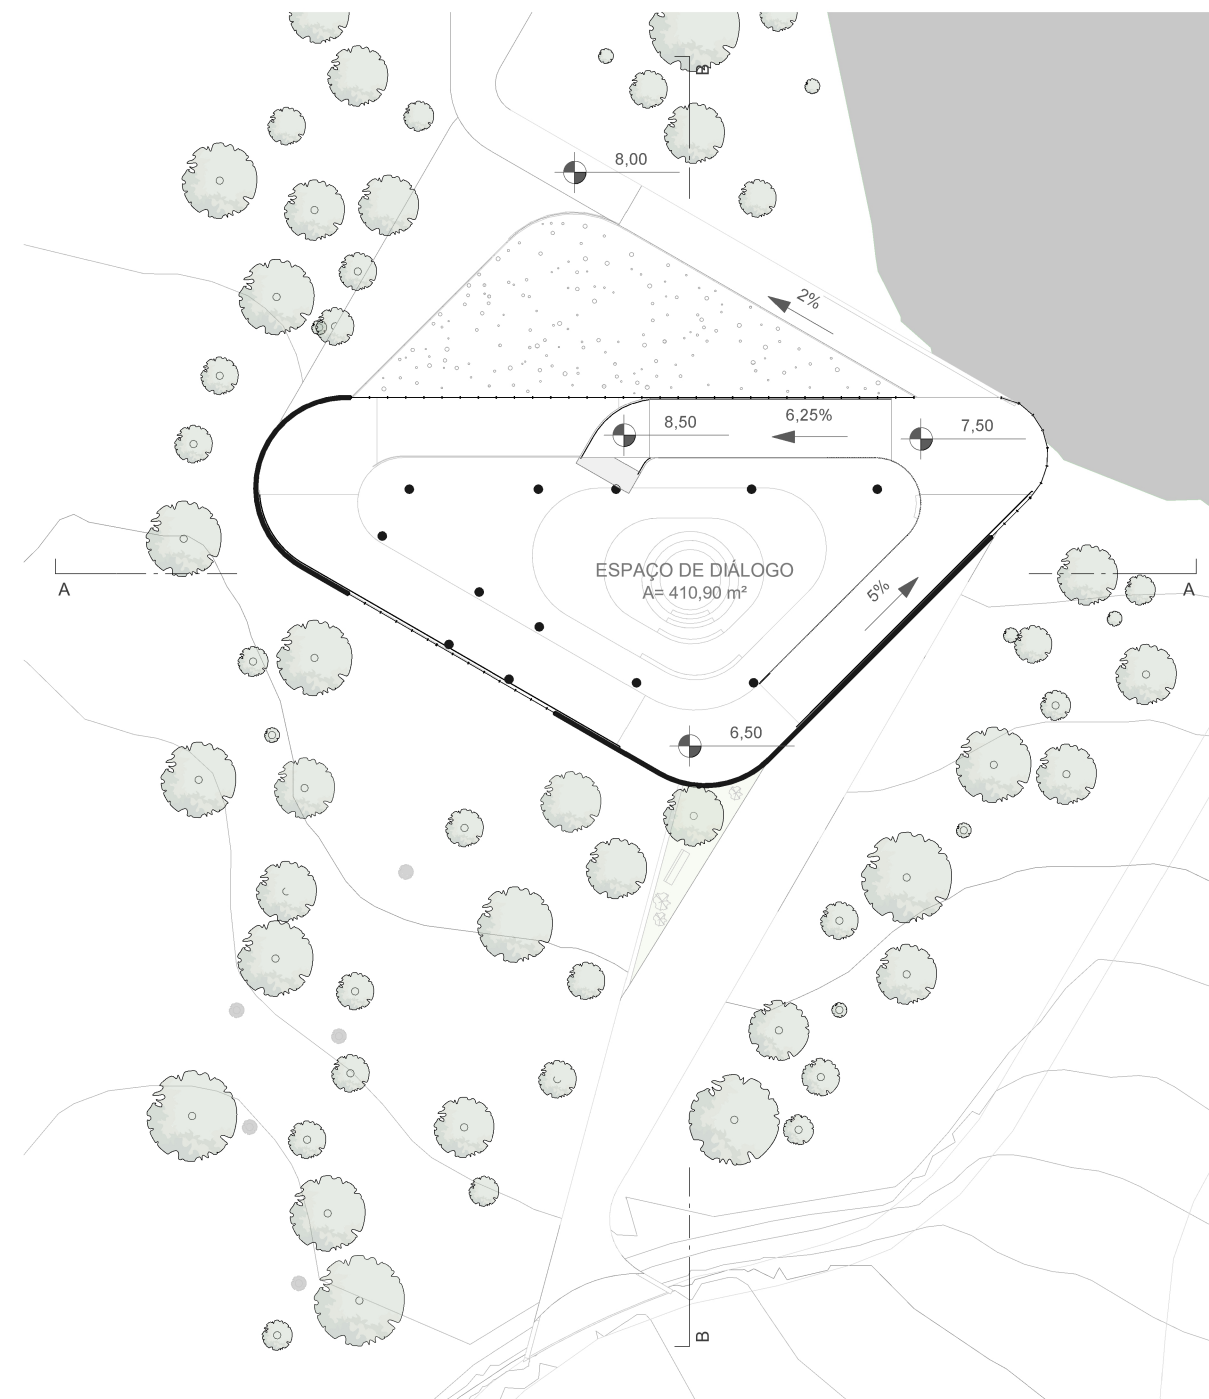 B
8,00
2%
8,50
6,25%
7,50
ESPAÇO DE DIÁLOGO
A= 410,90 m²
5%
A
A
6,50
B